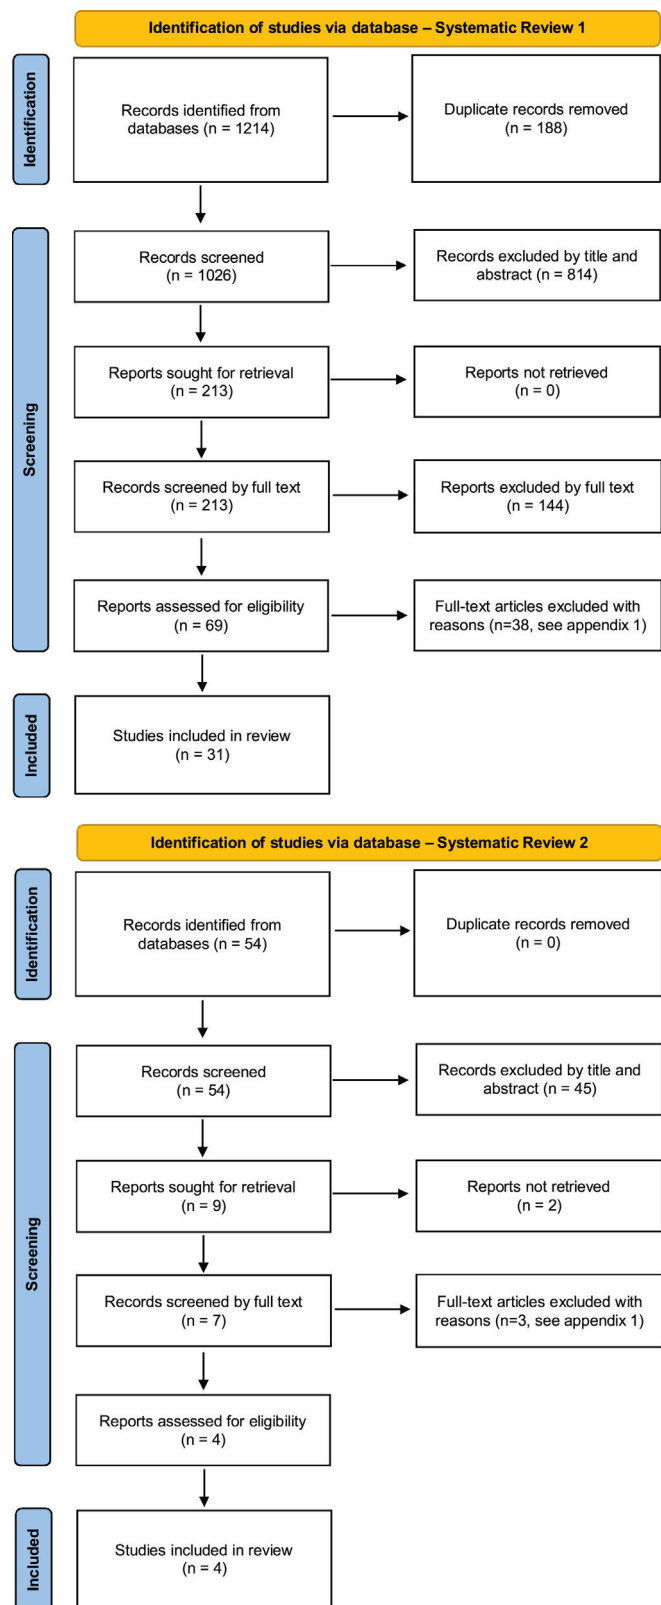 Identification of studies via database – Systematic Review 1
Identification
Records identified from
databases (n = 1214)
Duplicate records removed
(n = 188)
Screening
Records screened
(n = 1026)
Records excluded by title and
abstract (n = 814)
Reports sought for retrieval
(n = 213)
Reports not retrieved
(n = 0)
Records screened by full text
(n = 213)
Reports excluded by full text
(n = 144)
Reports assessed for eligibility
(n = 69)
Full-text articles excluded with
reasons (n=38, see appendix 1)
Included
Studies included in review
(n = 31)
Identification of studies via database – Systematic Review 2
Identification
Records identified from
databases (n = 54)
Duplicate records removed
(n = 0)
Screening
Records screened
(n = 54)
Records excluded by title and
abstract (n = 45)
Reports sought for retrieval
(n = 9)
Reports not retrieved
(n = 2)
Records screened by full text
(n = 7)
Full-text articles excluded with
reasons (n=3, see appendix 1)
Reports assessed for eligibility
(n = 4)
Included
Studies included in review
(n = 4)